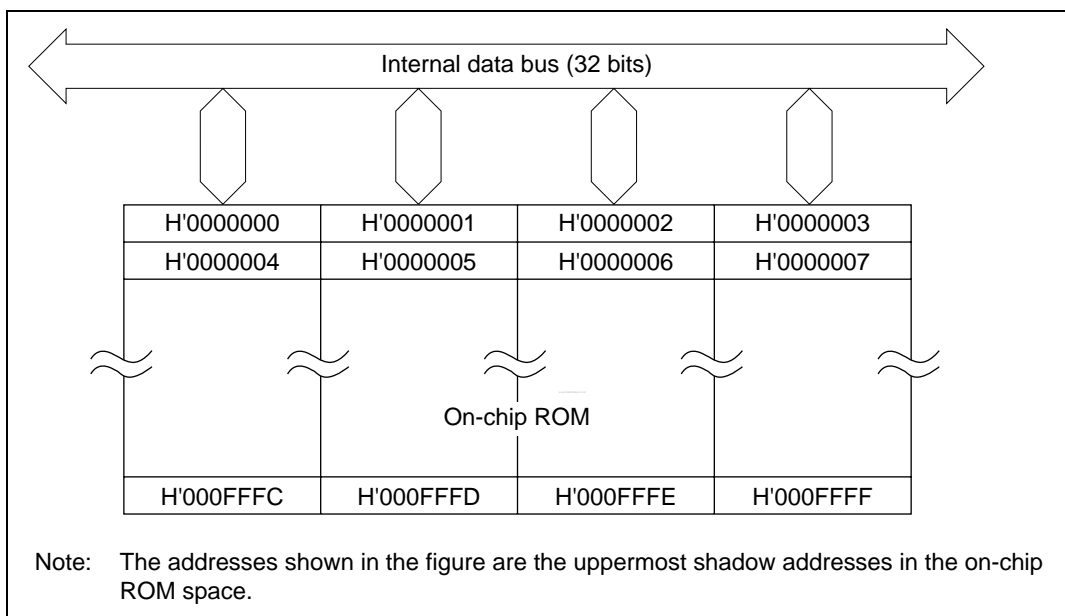 Internal data bus (32 bits)
H'0000000 H'0000001 H'0000002 H'0000003
H'0000004 H'0000005 H'0000006 H'0000007
On-chip ROM
H'000FFFC H'000FFFD H'000FFFE H'000FFFF
Note: The addresses shown in the figure are the uppermost shadow addresses in the on-chip
ROM space.